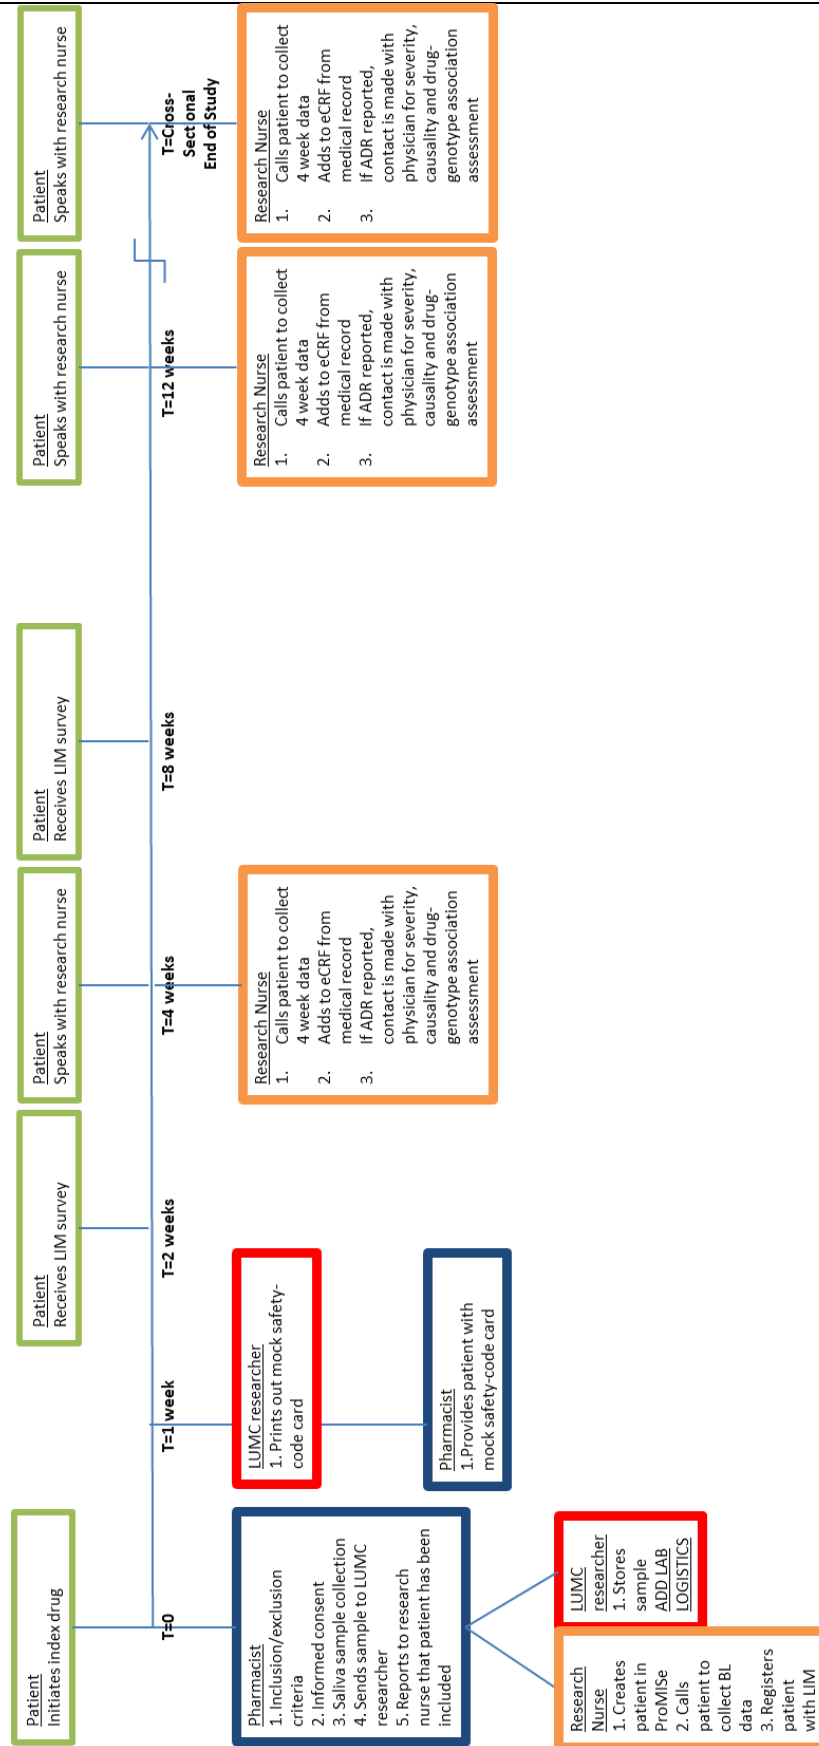 Patient
Initiates index drug
Patient
Receives LIM survey
Patient
Speaks with research nurse
Patient
Receives LIM survey
Patient
Speaks with research nurse
Patient
Speaks with research nurse
T=0
T=1 week
T=2 weeks
T=4 weeks
T=8 weeks
T=12 weeks
T=Cross-
Sectional
End of Study
Pharmacist
1. Inclusion/exclusion
criteria
2. Informed consent
3. Saliva sample collection
4. Sends sample to LUMC
researcher
5. Reports to research
nurse that patient has been
included
LUMC researcher
1. Prints out mock safety-
code card
Pharmacist
1.Provides patient with
mock safety-code card
Research Nurse
1. Calls patient to collect
4 week data
2. Adds to eCRF from
medical record
3. If ADR reported,
contact is made with
physician for severity,
causality and drug-
genotype association
assessment
Research Nurse
1. Calls patient to collect
4 week data
2. Adds to eCRF from
medical record
3. If ADR reported,
contact is made with
physician for severity,
causality and drug-
genotype association
assessment
Research Nurse
1. Calls patient to collect
4 week data
2. Adds to eCRF from
medical record
3. If ADR reported,
contact is made with
physician for severity,
causality and drug-
genotype association
assessment
Research
Nurse
1. Creates
patient in
ProMISe
2. Calls
patient to
collect BL
data
3. Registers
patient
with LIM
LUMC
researcher
1. Stores
sample
ADD LAB
LOGISTICS